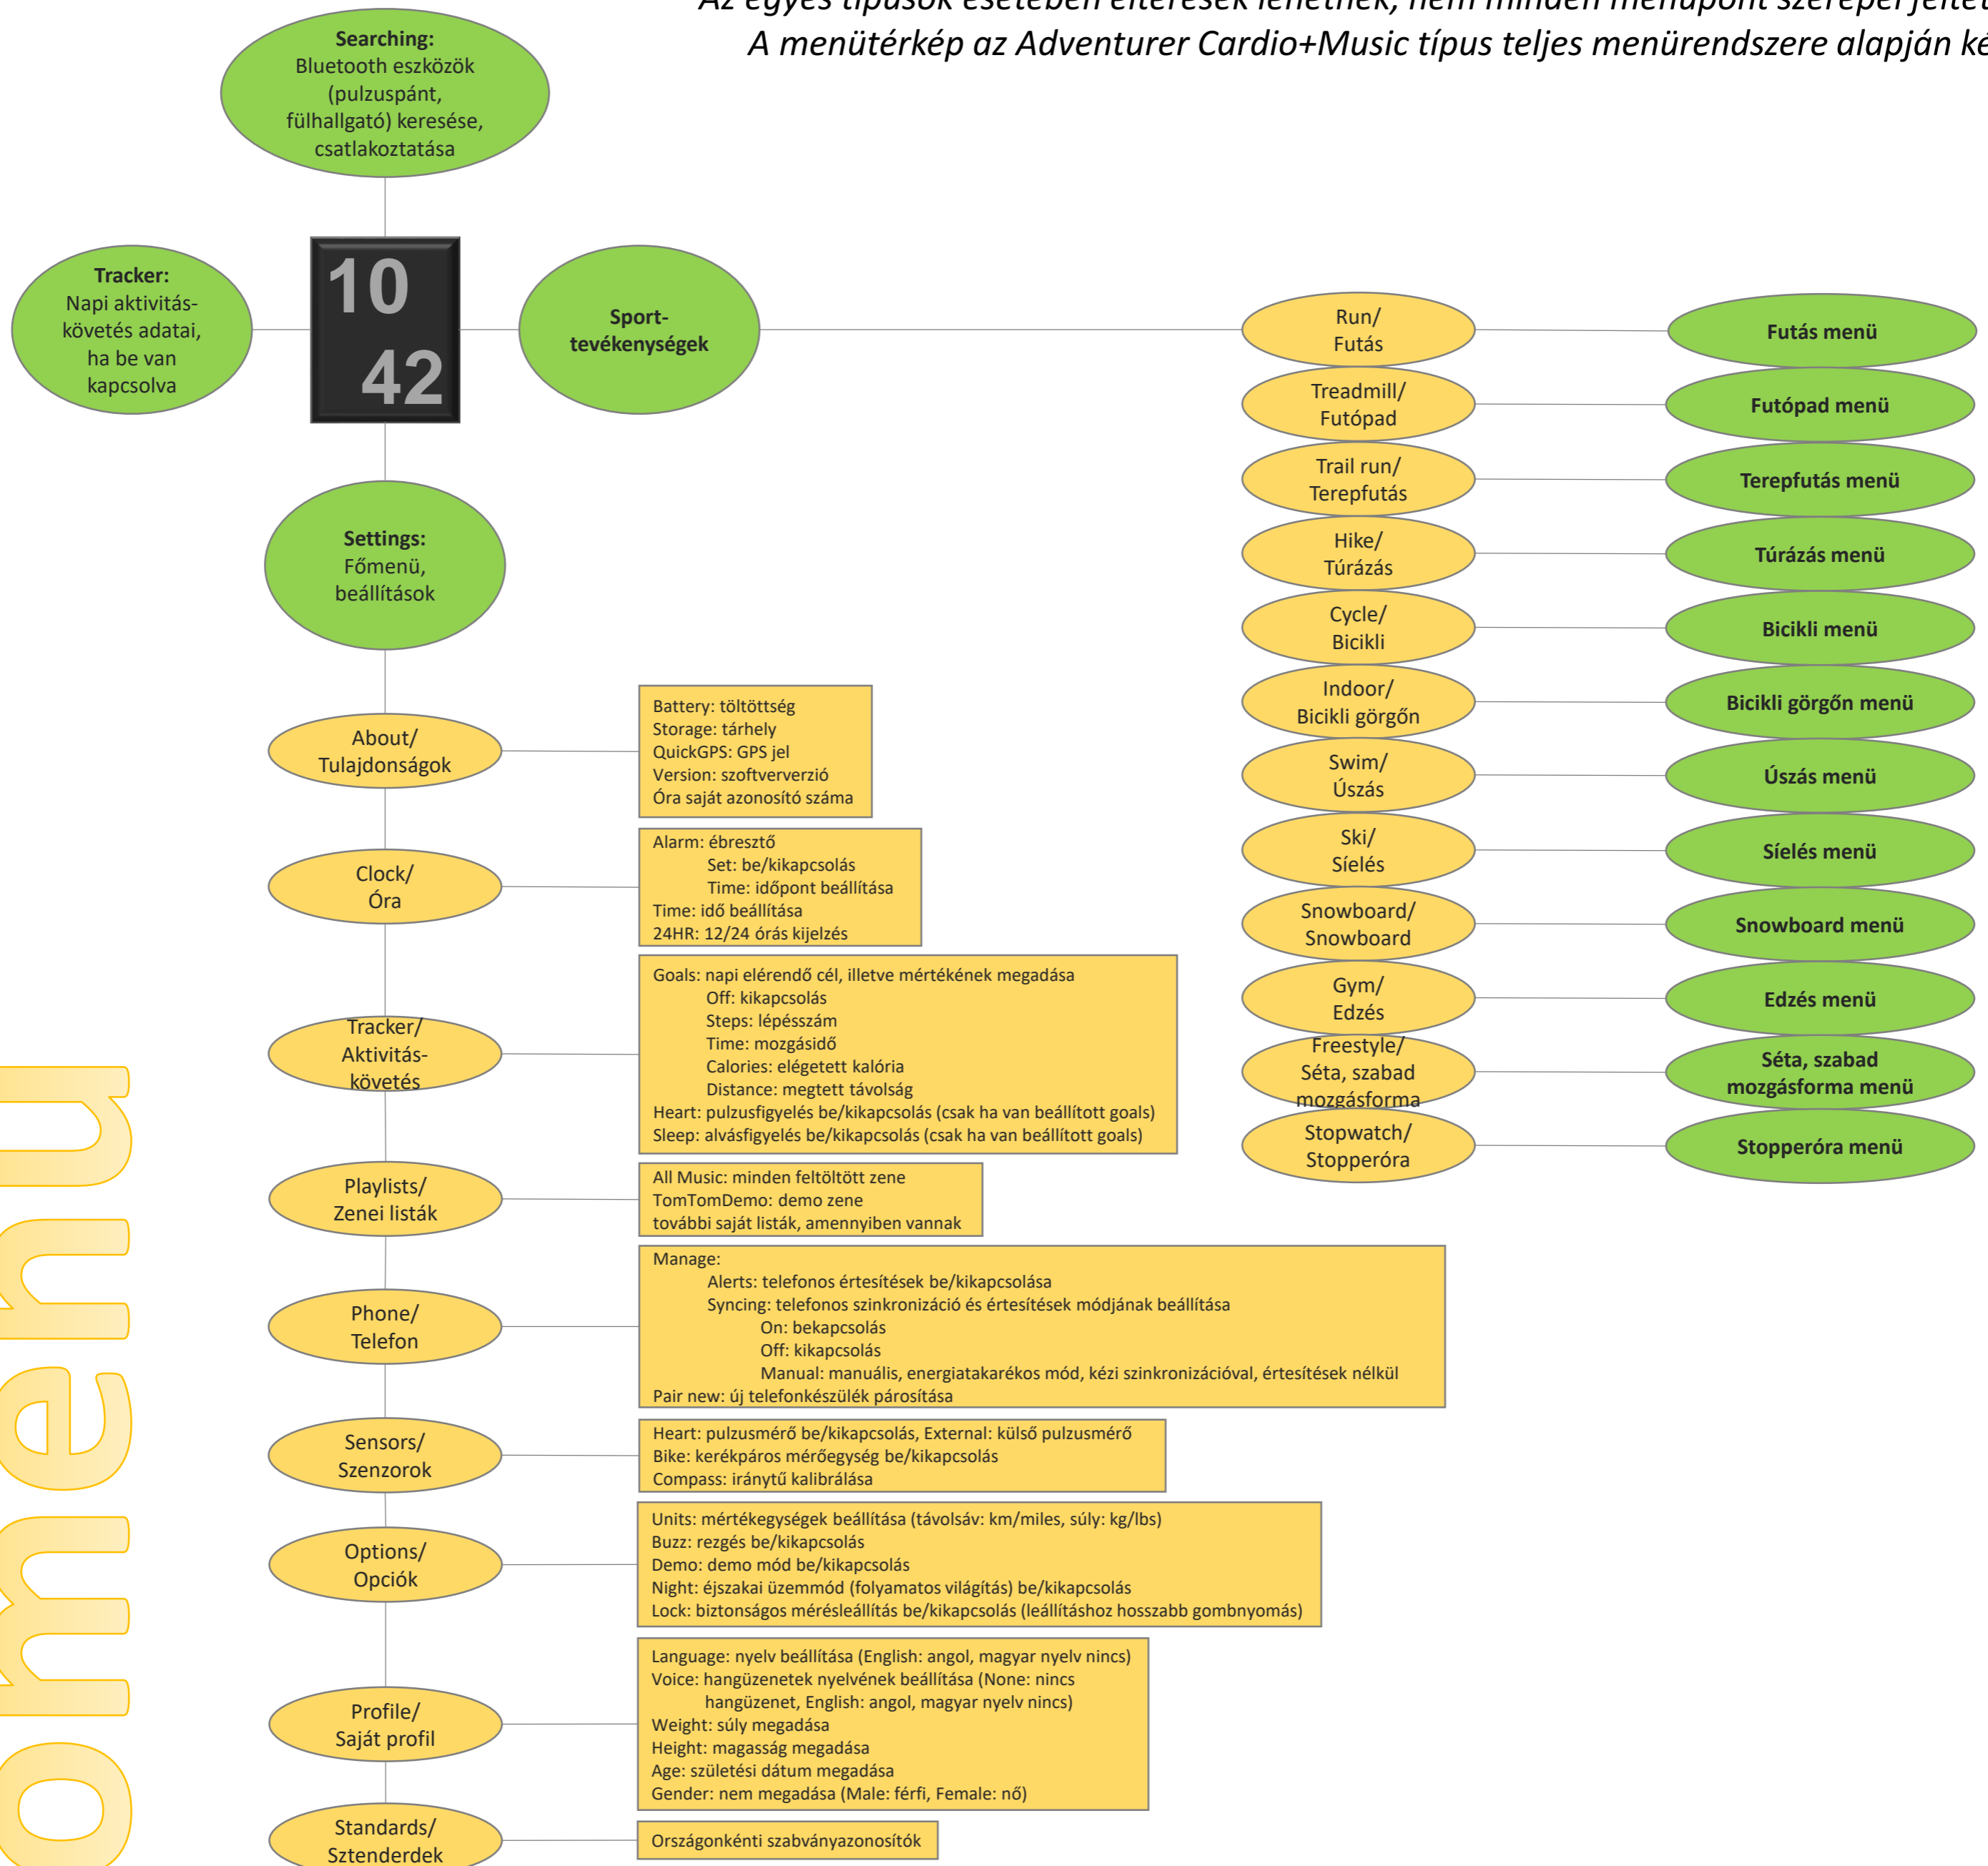 Az egyes típusok esetében eltérések lehetnek, nem minden menüpont szerepel
A menütérkép az Adventurer Cardio+Music típus teljes menürendszere alapján
Searching:
Bluetooth eszközök
(pulzuspánt,
fülhallgató) keresése,
csatlakoztatása
Tracker:
Napi aktivitás-
követés adatai,
ha be van
kapcsolva
10
42
Sport-
tevékenységek
Settings:
Főmenü,
beállítások
Run/
Futás
Futás menü
Treadmill/
Futópad
Futópad menü
Trail run/
Terepfutás
Terepfutás menü
Hike/
Túrázás
Túrázás menü
Cycle/
Bicikli
Bicikli menü
Indoor/
Bicikli görgőn
Bicikli görgőn menü
Swim/
Úszás
Úszás menü
Ski/
Síelés
Síelés menü
Snowboard/
Snowboard
Snowboard menü
Gym/
Edzés
Edzés menü
Freestyle/
Séta, szabad
mozgásforma
Séta, szabad
mozgásforma menü
Stopwatch/
Stopperóra
Stopperóra menü
About/
Tulajdonságok
Battery: töltöttség
Storage: tárhely
QuickGPS: GPS jel
Version: szoftververzió
Óra saját azonosító száma
Clock/
Óra
Alarm: ébresztő
Set: be/kikapcsolás
Time: időpont beállítása
Time: idő beállítása
24HR: 12/24 órás kijelzés
Tracker/
Aktivitás-
követés
Goals: napi elérendő cél, illetve mértékének megadása
Off: kikapcsolás
Steps: lépésszám
Time: mozgásidő
Calories: elégetett kalória
Distance: megtett távolság
Heart: pulzusfigyelés be/kikapcsolás (csak ha van beállított goals)
Sleep: alvásfigyelés be/kikapcsolás (csak ha van beállított goals)
Playlists/
Zenei listák
All Music: minden feltöltött zene
TomTomDemo: demo zene
további saját listák, amennyiben vannak
Phone/
Telefon
Manage:
Alerts: telefonos értesítések be/kikapcsolása
Syncing: telefonos szinkronizáció és értesítések módjának beállítása
On: bekapcsolás
Off: kikapcsolás
Manual: manuális, energiatakarékos mód, kézi szinkronizációval, értesítések nélkül
Pair new: új telefonkészülék párosítása
Sensors/
Szenzorok
Heart: pulzusmérő be/kikapcsolás, External: külső pulzusmérő
Bike: kerékpáros mérőegység be/kikapcsolás
Compass: iránytű kalibrálása
Options/
Opciók
Units: mértékegységek beállítása (távolsáv: km/miles, súly: kg/lbs)
Buzz: rezgés be/kikapcsolás
Demo: demo mód be/kikapcsolás
Night: éjszakai üzemmód (folyamatos világítás) be/kikapcsolás
Lock: biztonságos mérésleállítás be/kikapcsolás (leállításhoz hosszabb gombnyomás)
Profile/
Saját profil
Language: nyelv beállítása (English: angol, magyar nyelv nincs)
Voice: hangüzenetek nyelvének beállítása (None: nincs
hangüzenet, English: angol, magyar nyelv nincs)
Weight: súly megadása
Height: magasság megadása
Age: születési dátum megadása
Gender: nem megadása (Male: férfi, Female: nő)
Standards/
Sztenderdek
Országonkénti szabványazonosítók
omenu